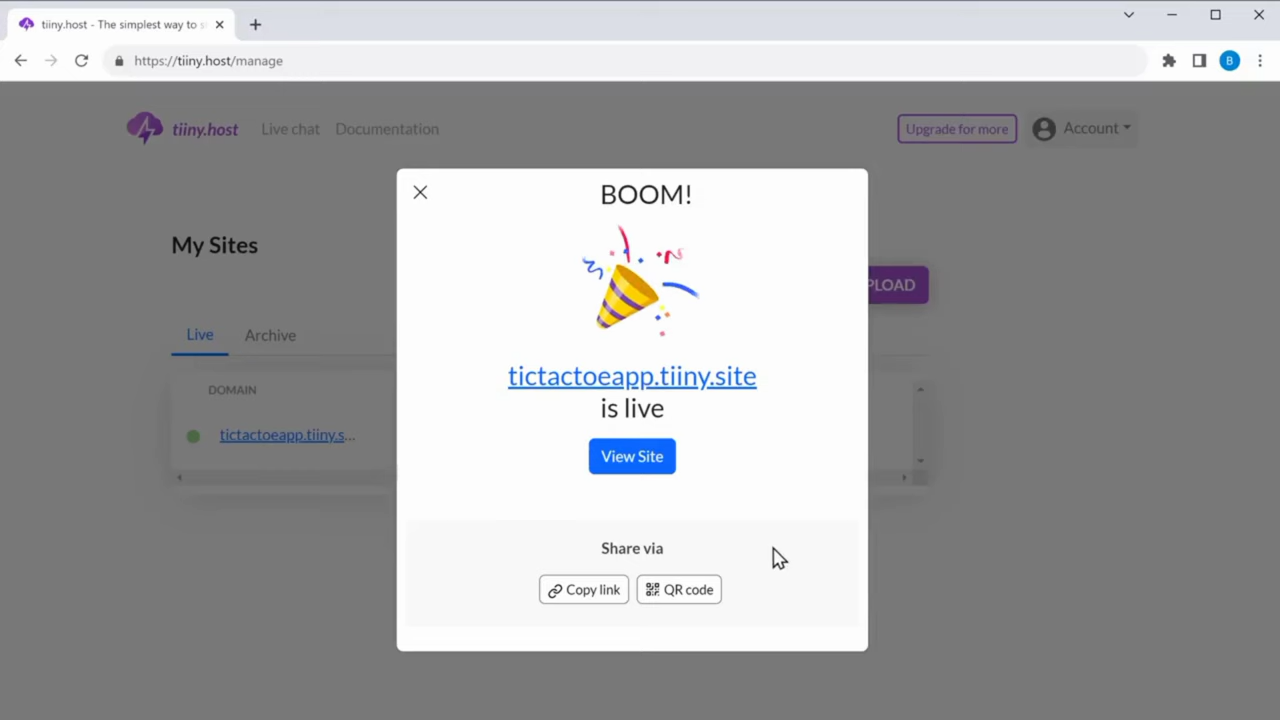 tiiny.host - The simplest way to s
https://tiiny.host/manage
B
tiiny.host
Live chat
Documentation
Upgrade for more
Account
BOOM!
My Sites
PLOAD
Live
Archive
tictactoeapp.tiiny.site
is live
DOMAIN
tictactoeapp.tiiny.s...
View Site
Share via
Copy link
QR code